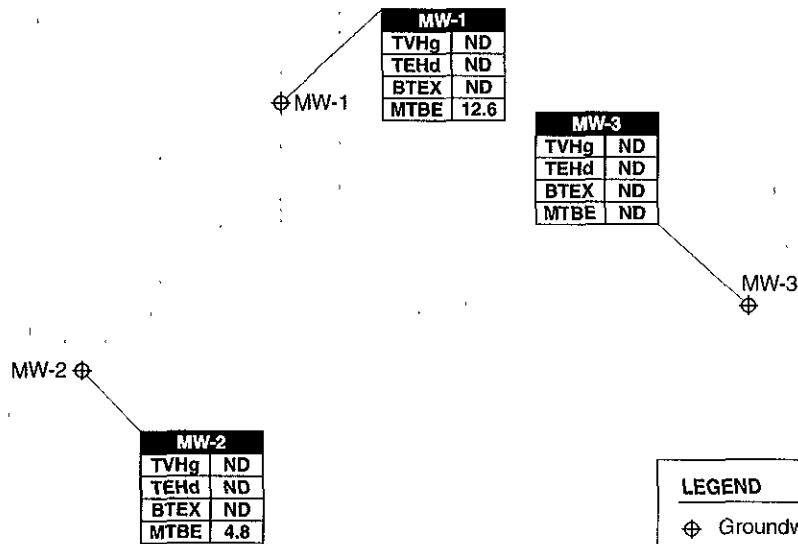 MW-1
TVHg ND
TEHd ND
BTEX ND
MTBE 12.6
MW-1
MW-3
TVHg ND
TEHd ND
BTEX ND
MTBE ND
MW-3
MW-2
MW-2
TVHg ND
TEHd ND
BTEX ND
MTBE 4.8
LEGEND